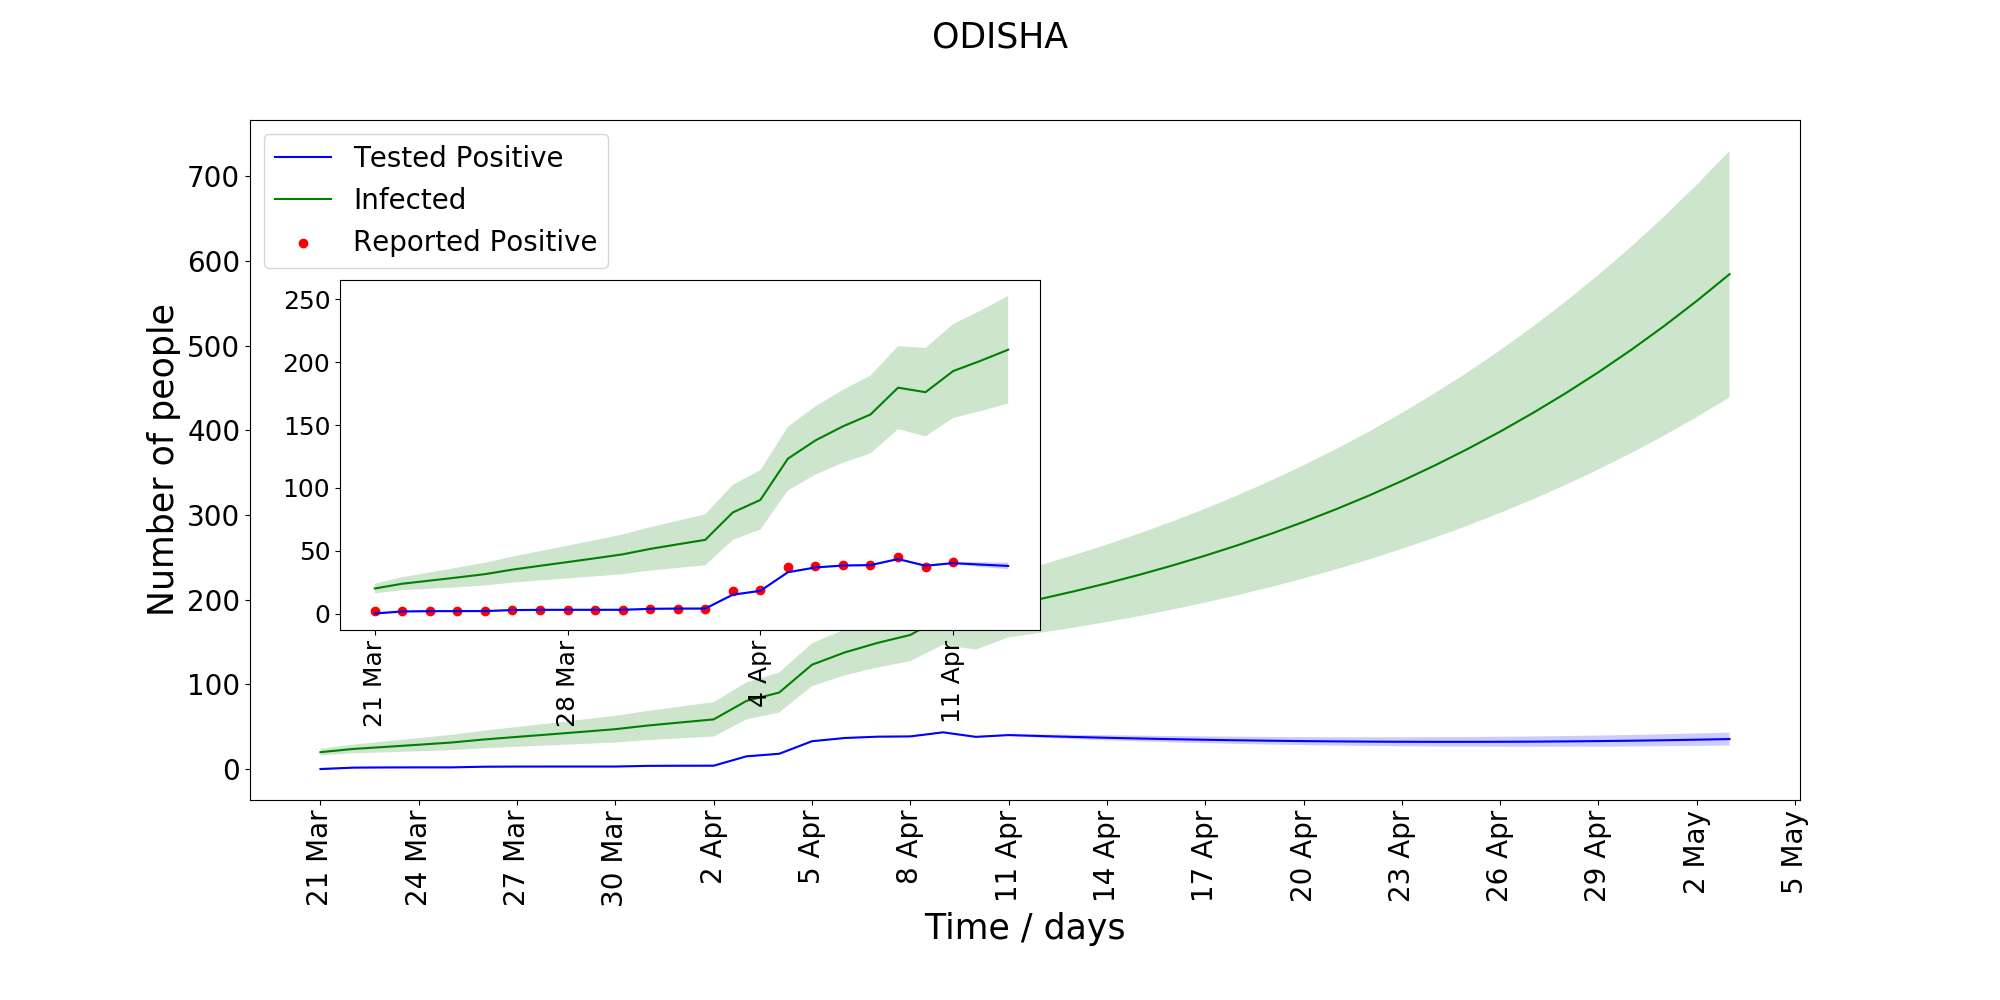 ODISHA
Tested Positive
Infected
Reported Positive
Number of people
700
600
500
400
300
200
100
0
250
200
150
100
50
0
21 Mar
28 Mar
4 Apr
11 Apr
21 Mar
24 Mar
27 Mar
30 Mar
2 Apr
5 Apr
8 Apr
11 Apr
14 Apr
17 Apr
20 Apr
23 Apr
26 Apr
29 Apr
2 May
5 May
Time / days